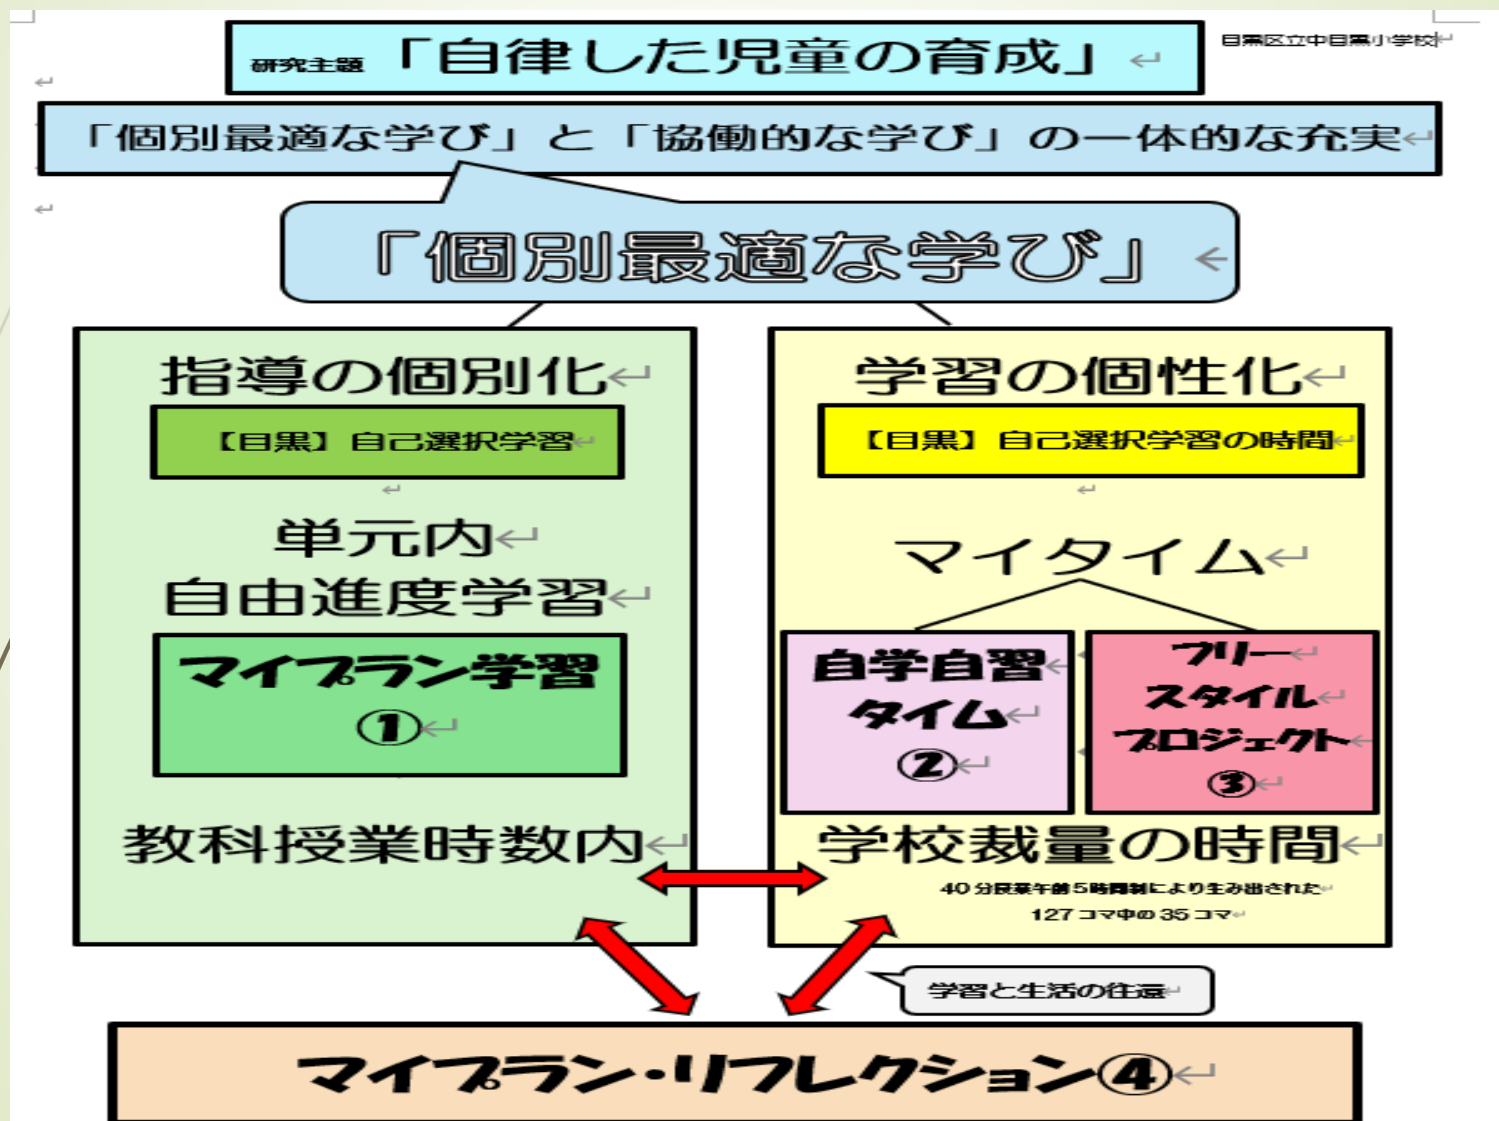 目黒区立中目黒小学校
研究主題 「自律した児童の育成」
「個別最適な学び」と「協働的な学び」の一体的な充実
「個別最適な学び」
指導の個別化
【目黒】自己選択学習
単元内
自由進度学習
マイプラン学習
①
教科授業時数内
学習の個性化
【目黒】自己選択学習の時間
マイタイム
自学自習
タイム
②
フリー
スタイル
プロジェクト
③
学校裁量の時間
40分授業午前5時間制により生み出された
127コマ中の35コマ
学習と生活の往還
マイプラン・リフレクション④